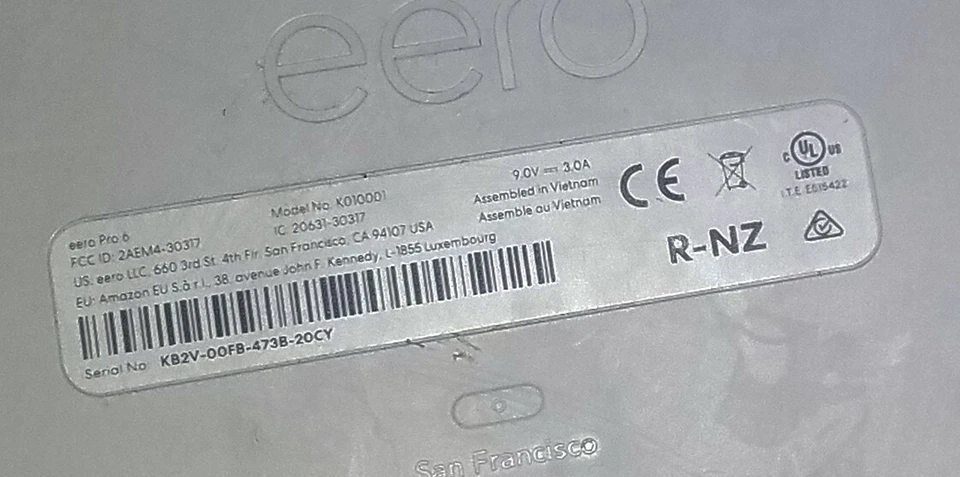 eero
eero Pro 6
Model No. K010001
9.0V ⎓ 3.0A
FCC ID: 2AEM4-30317
IC: 20631-30317
Assembled in Vietnam
US: eero LLC, 660 3rd St. 4th Flr. San Francisco, CA 94107 USA
Assemble au Vietnam
EU: Amazon EU S.à r.l., 38, avenue John F. Kennedy, L-1855 Luxembourg
Serial No: KB2V-00FB-473B-20CY
CE
C UL US
LISTED
I.T.E. E515422
R-NZ
San Francisco